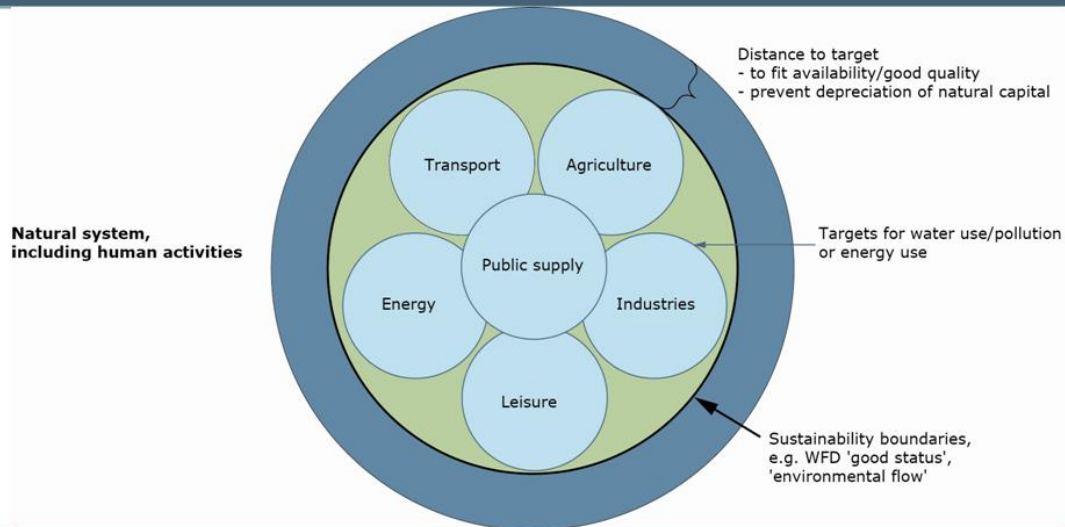 Distance to target
- to fit availability/good quality
- prevent depreciation of natural capital
Transport
Agriculture
Natural system,
including human activities
Public supply
Targets for water use/pollution
or energy use
Energy
Industries
Leisure
Sustainability boundaries,
e.g. WFD 'good status',
'environmental flow'